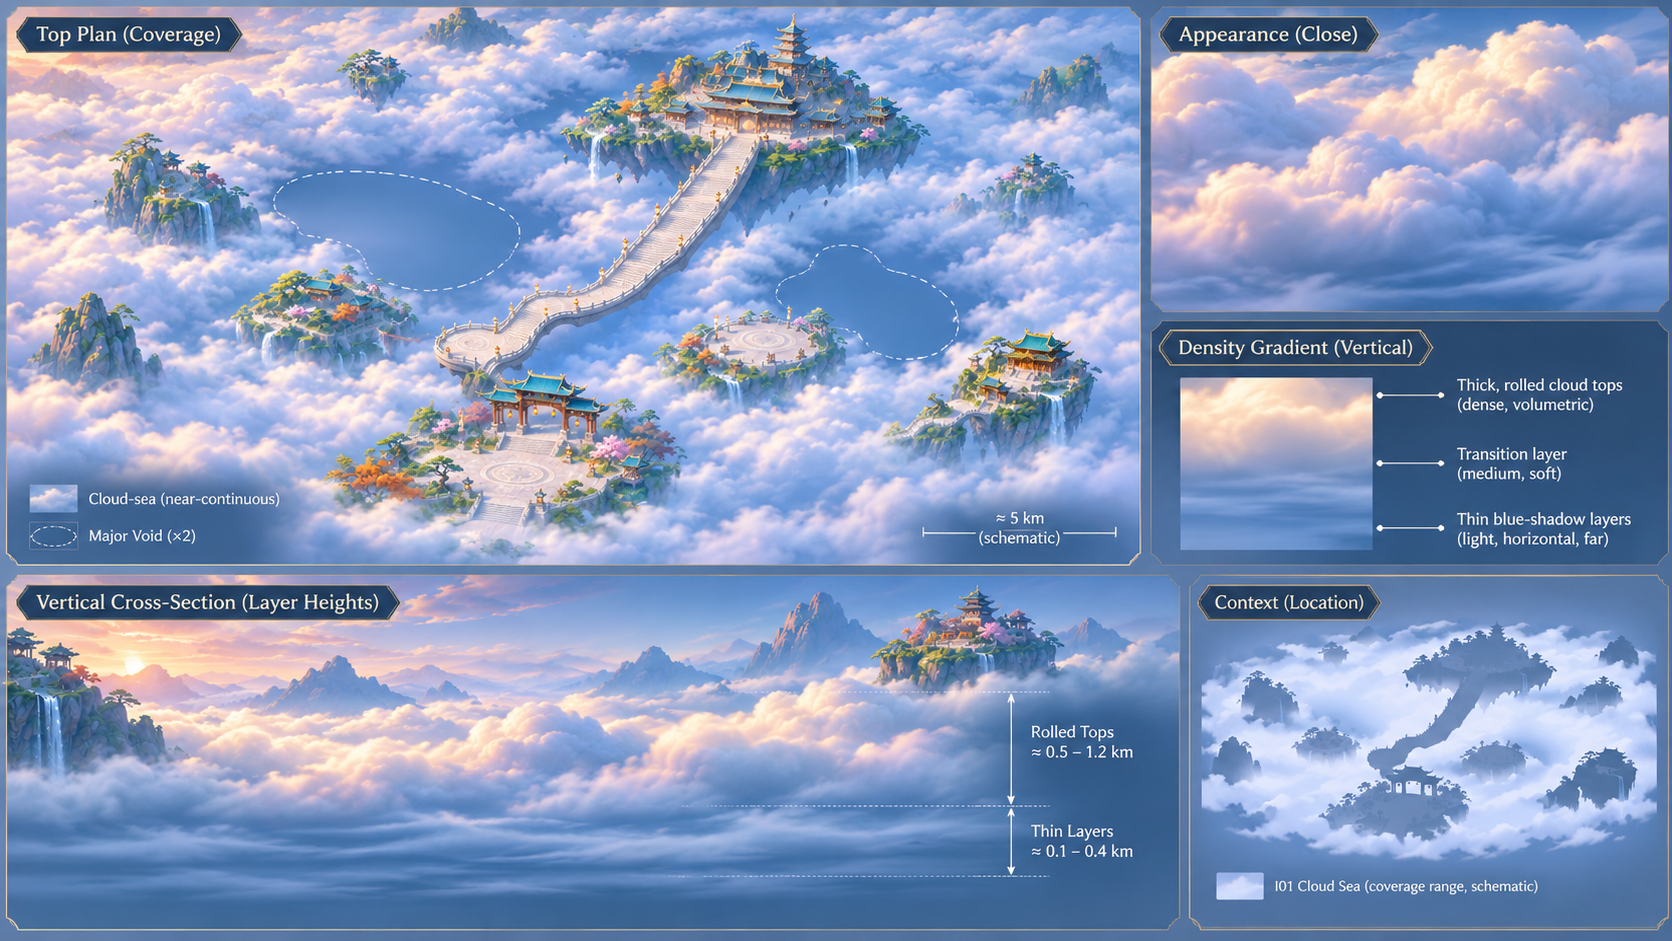 Top Plan (Coverage)
Cloud-sea (near-continuous)
Major Void (×2)
≈ 5 km
(schematic)
Appearance (Close)
Density Gradient (Vertical)
Thick, rolled cloud tops
(dense, volumetric)
Transition layer
(medium, soft)
Thin blue-shadow layers
(light, horizontal, far)
Vertical Cross-Section (Layer Heights)
Rolled Tops
≈ 0.5 – 1.2 km
Thin Layers
≈ 0.1 – 0.4 km
Context (Location)
I01 Cloud Sea (coverage range, schematic)